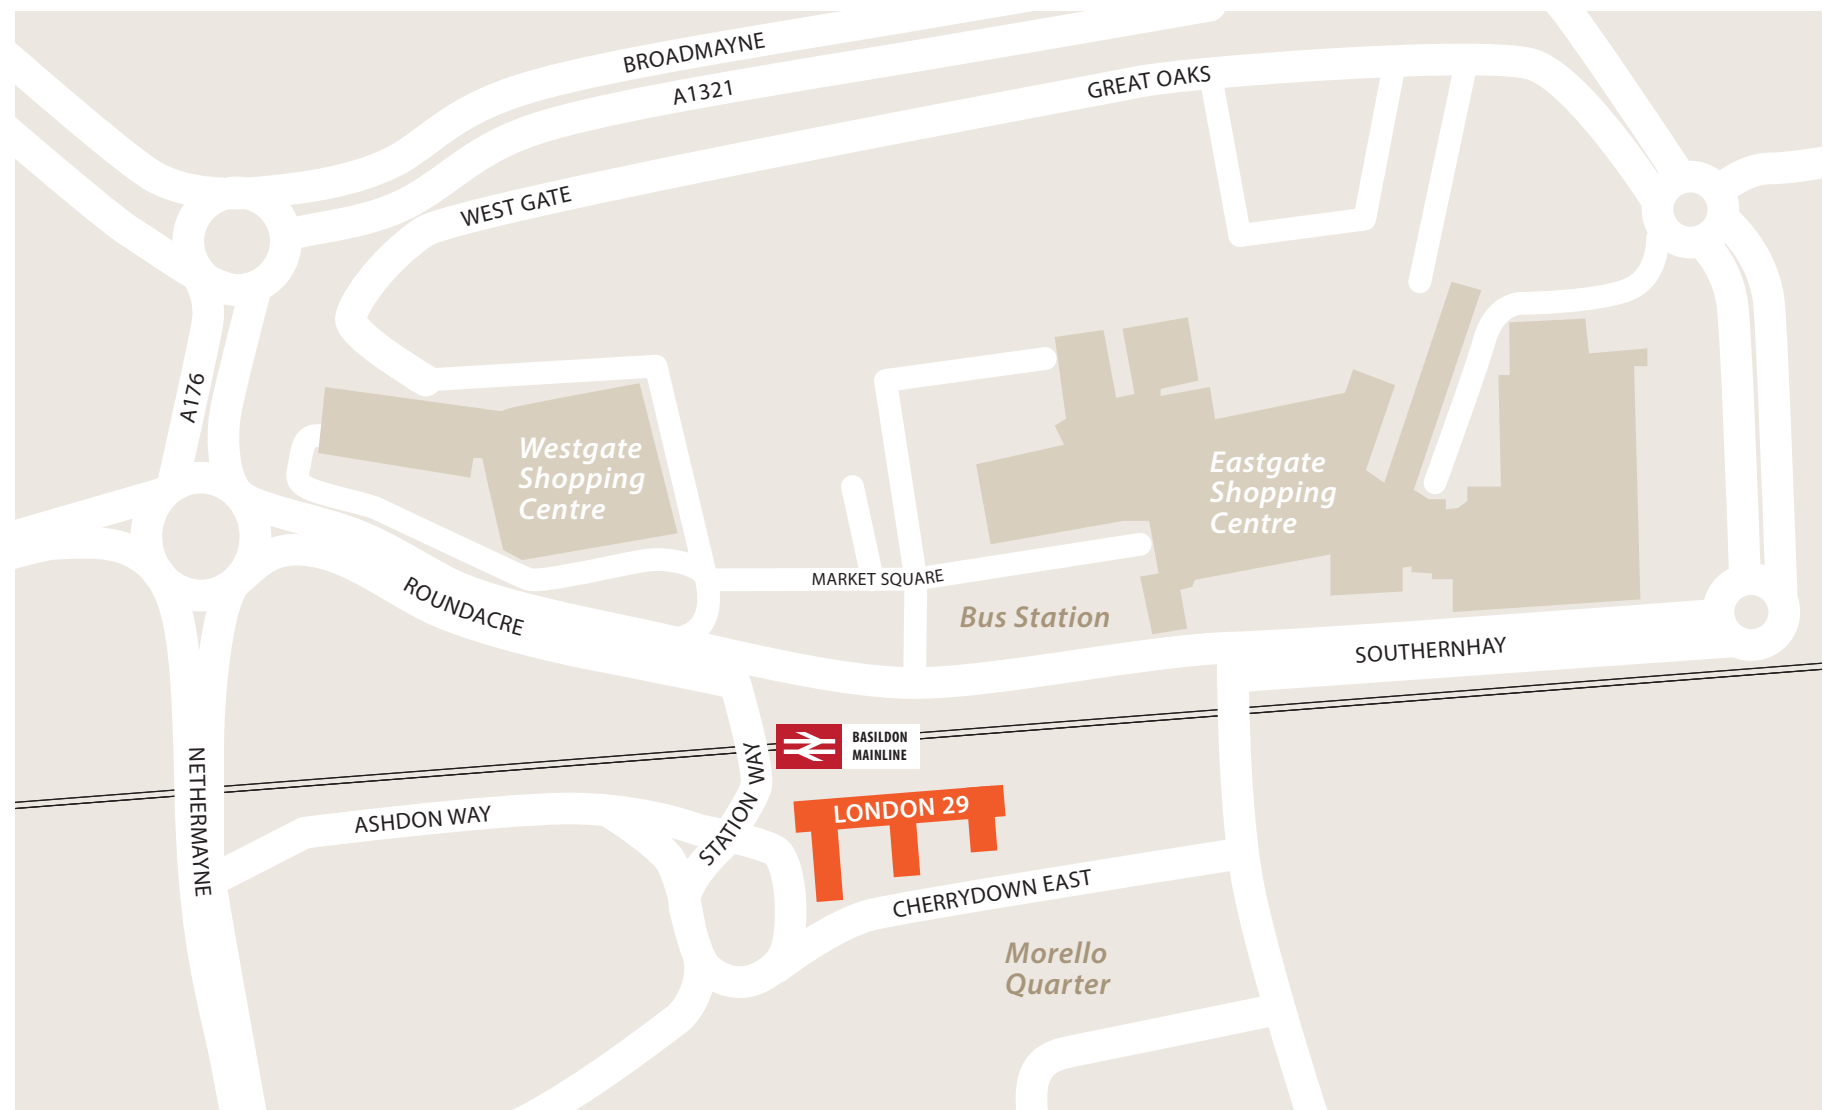 BROADMAYNE
A1321
GREAT OAKS
WEST GATE
A176
Westgate
Shopping
Centre
Eastgate
Shopping
Centre
MARKET SQUARE
ROUNDACRE
Bus Station
SOUTHERNHAY
BASILDON
MAINLINE
STATION WAY
NETHERMAYNE
LONDON 29
ASHDON WAY
CHERRYDOWN EAST
Morello
Quarter